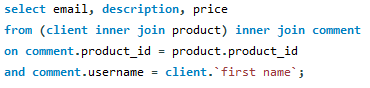 select email, description, price
from (client inner join product) inner join comment
on comment.product_id = product.product_id
and comment.username = client.`first name`;